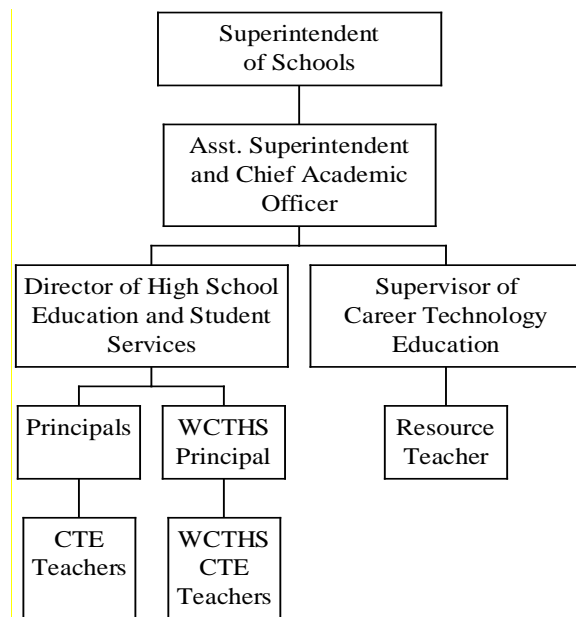 Superintendent
of Schools
Asst. Superintendent
and Chief Academic
Officer
Director of High School
Education and Student
Services
Supervisor of
Career Technology
Education
Principals
WCTHS
Principal
Resource
Teacher
CTE
Teachers
WCTHS
CTE
Teachers